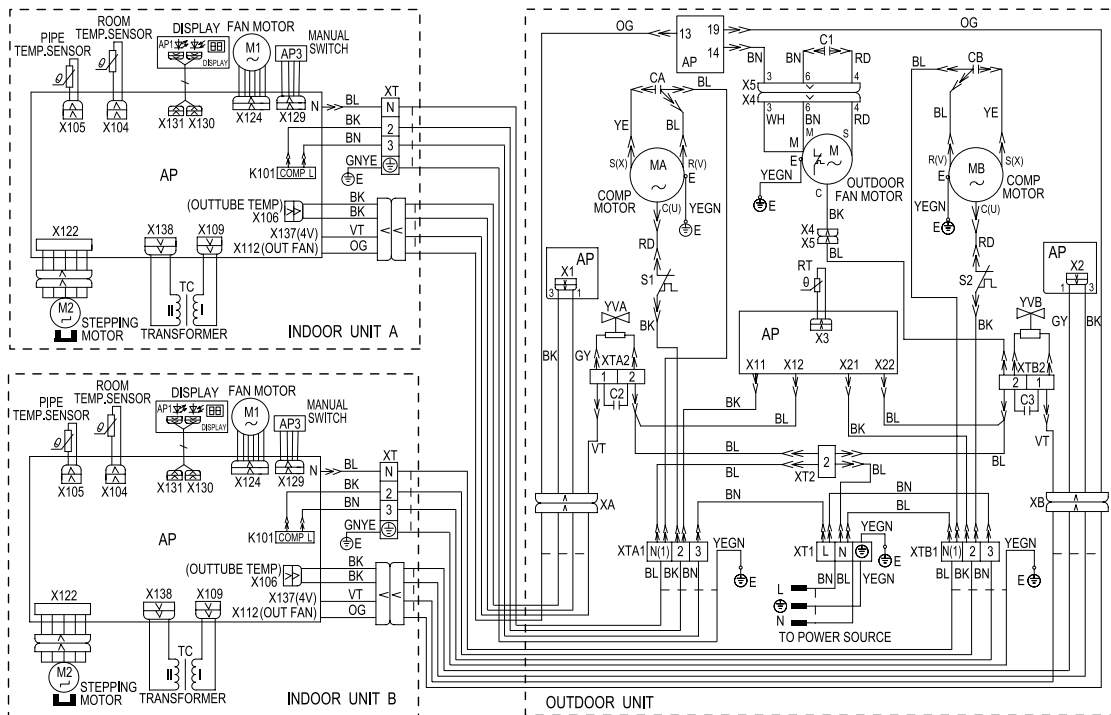 PIPE
TEMP.SENSOR
ROOM
TEMP.SENSOR
DISPLAY
FAN MOTOR
MANUAL
SWITCH
AP1
DISPLAY
M1
AP3
X105
X104
X131 X130
X124
X129
N
BL
XT
N
BK
2
BN
3
GNYE
E
K101
COMP L
AP
(OUTTUBE TEMP)
X106
BK
BK
X137(4V)
VT
X112(OUT FAN)
OG
X122
X138
X109
M2
STEPPING
MOTOR
TC
TRANSFORMER
INDOOR UNIT A
PIPE
TEMP.SENSOR
ROOM
TEMP.SENSOR
DISPLAY
FAN MOTOR
MANUAL
SWITCH
AP1
DISPLAY
M1
AP3
X105
X104
X131 X130
X124
X129
N
BL
XT
N
BK
2
BN
3
GNYE
E
K101
COMP L
AP
(OUTTUBE TEMP)
X106
BK
BK
X137(4V)
VT
X112(OUT FAN)
OG
X122
X138
X109
M2
STEPPING
MOTOR
TC
TRANSFORMER
INDOOR UNIT B
OG
13
19
14
AP
OG
BN
C1
BN
RD
X5
3
6
4
X4
3
6
4
WH
BN
RD
M
S
M
E
M
C
YEGN
E
OUTDOOR
FAN MOTOR
BK
X4
X5
BL
CA
BL
YE
BL
S(X)
MA
R(V)
E
COMP
MOTOR
C(U)
YEGN
E
RD
S1
BK
BL
CB
BL
YE
R(V)
E
MB
S(X)
YEGN
COMP
MOTOR
C(U)
E
RD
S2
BK
AP
X1
3
1
BK
GY
YVA
XTA2
1
2
C2
VT
RT
θ
X3
AP
X11
X12
X21
X22
BK
BL
BK
BL
AP
X2
1
3
GY
BK
YVB
XTB2
2
1
C3
VT
BL
BL
2
XT2
BL
XA
XB
BN
BN
BL
XTA1
N(1)
2
3
YEGN
E
BL
BK
BN
XT1
L
N
YEGN
E
BN
BL
YEGN
L
N
TO POWER SOURCE
XTB1
N(1)
2
3
YEGN
E
BL
BK
BN
OUTDOOR UNIT